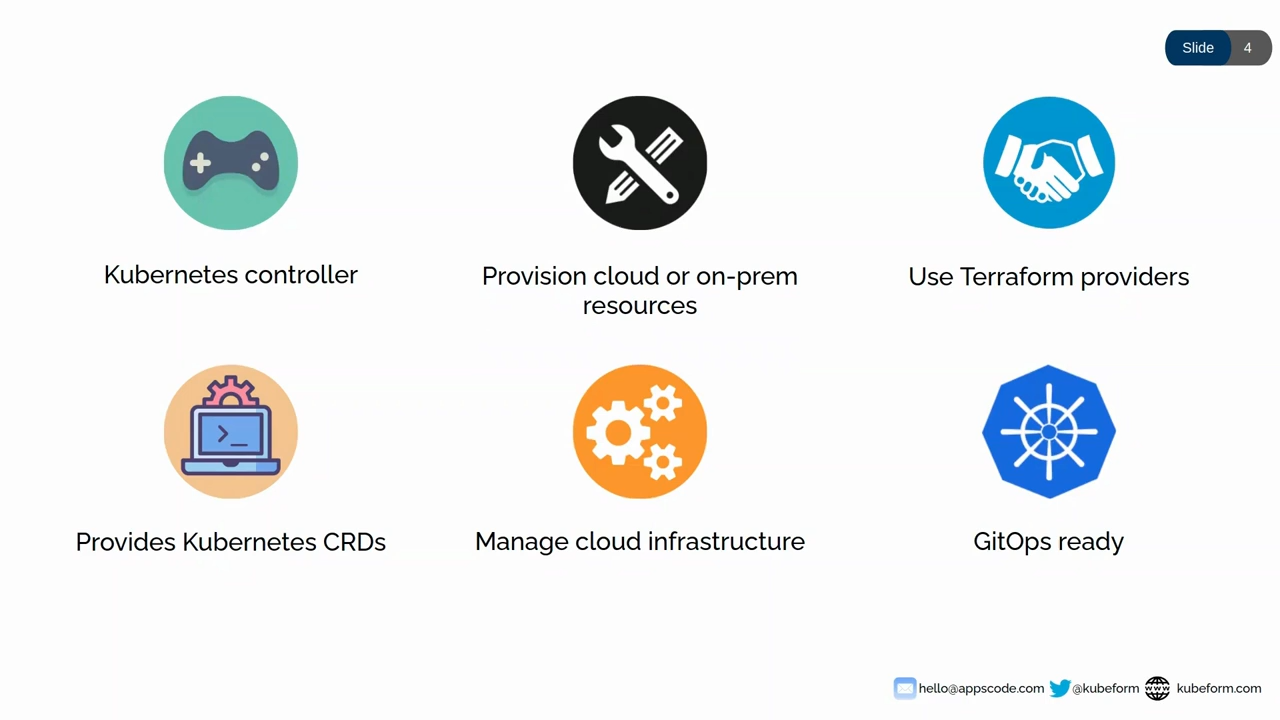 Slide 4
Kubernetes controller
Provision cloud or on-prem
resources
Use Terraform providers
Provides Kubernetes CRDs
Manage cloud infrastructure
GitOps ready
hello@appscode.com @kubeform kubeform.com